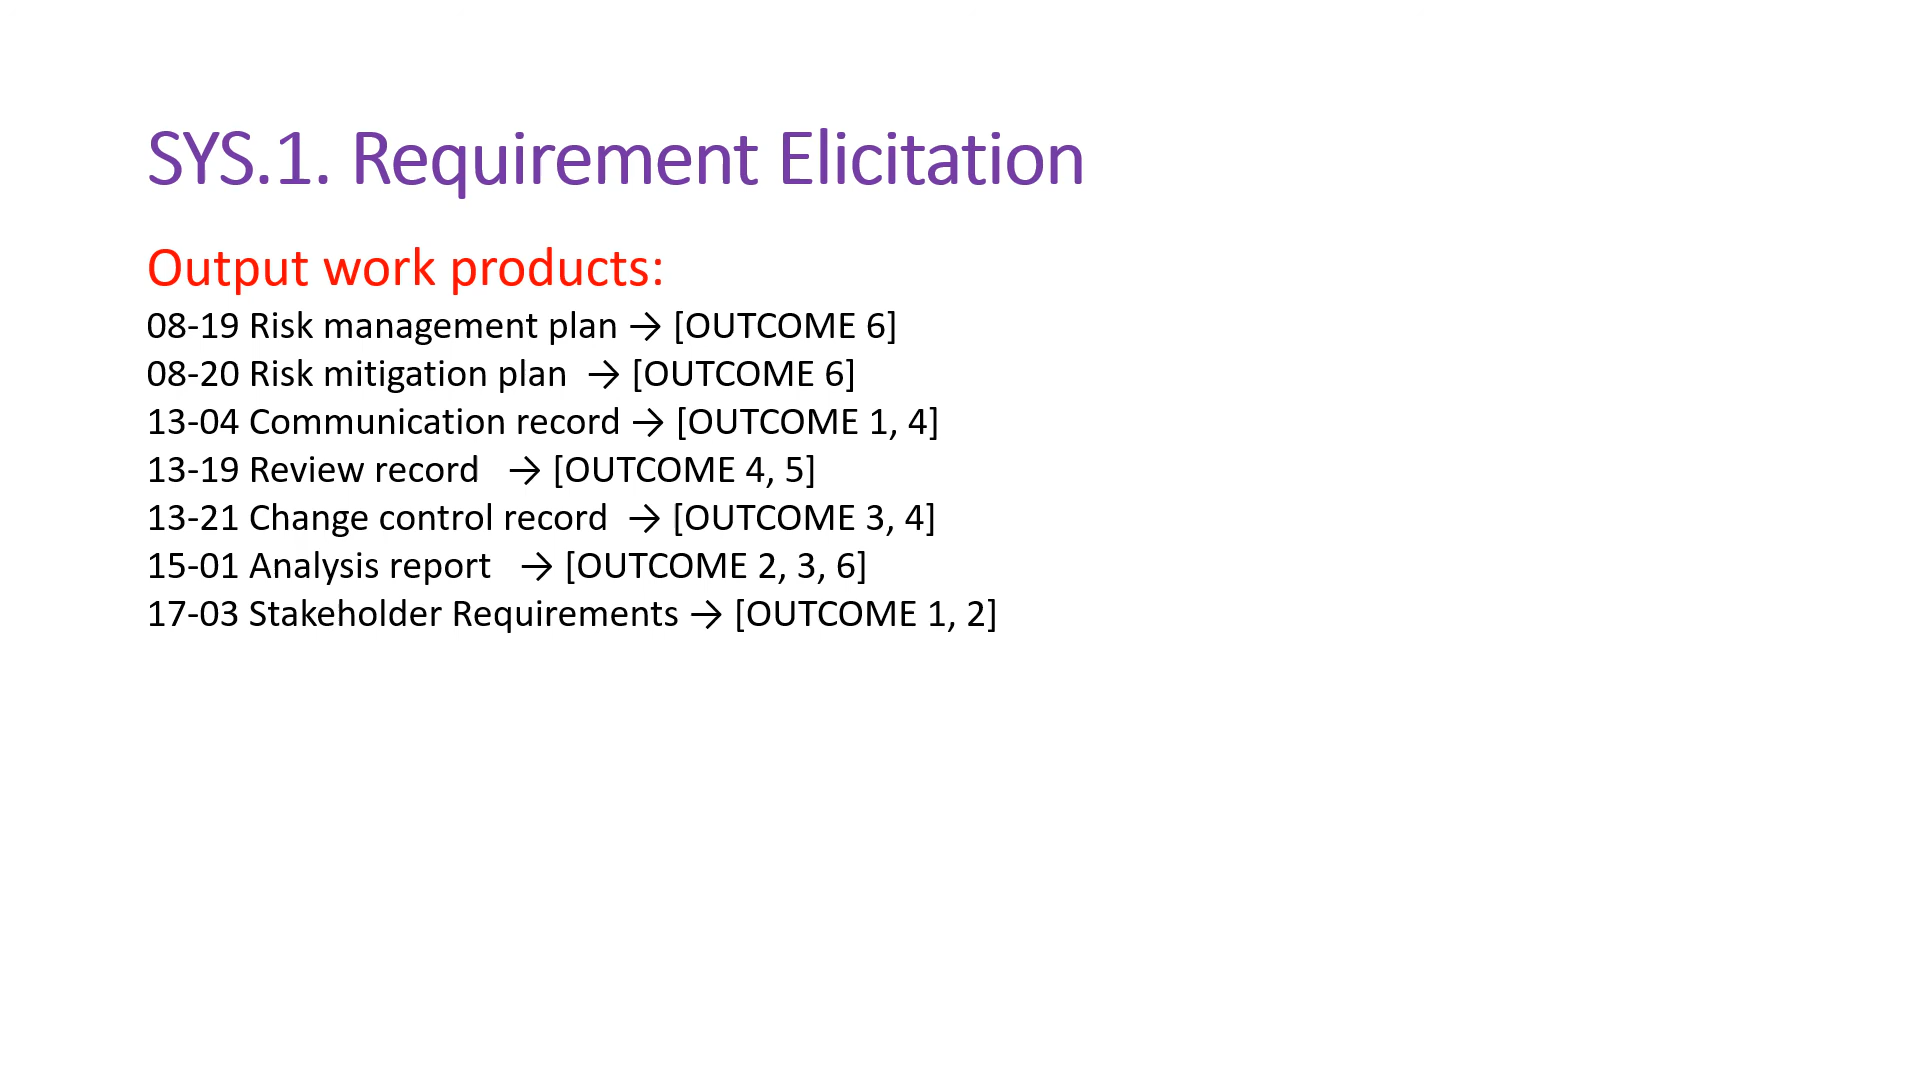 SYS.1. Requirement Elicitation
Output work products:
08-19 Risk management plan → [OUTCOME 6]
08-20 Risk mitigation plan → [OUTCOME 6]
13-04 Communication record → [OUTCOME 1, 4]
13-19 Review record → [OUTCOME 4, 5]
13-21 Change control record → [OUTCOME 3, 4]
15-01 Analysis report → [OUTCOME 2, 3, 6]
17-03 Stakeholder Requirements → [OUTCOME 1, 2]